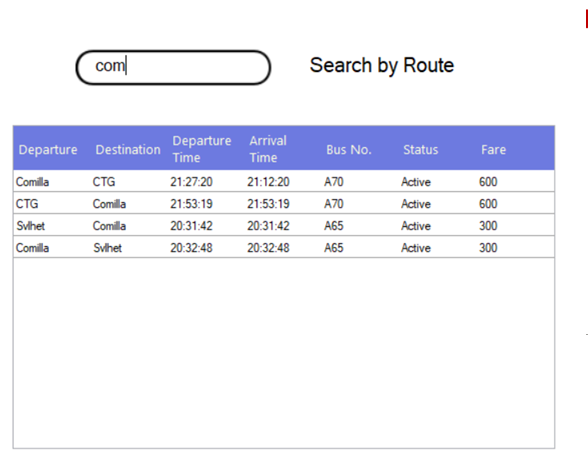 com
Search by Route
Departure Destination Departure Time Arrival Time Bus No. Status Fare
Comilla CTG 21:27:20 21:12:20 A70 Active 600
CTG Comilla 21:53:19 21:53:19 A70 Active 600
Sylhet Comilla 20:31:42 20:31:42 A65 Active 300
Comilla Sylhet 20:32:48 20:32:48 A65 Active 300